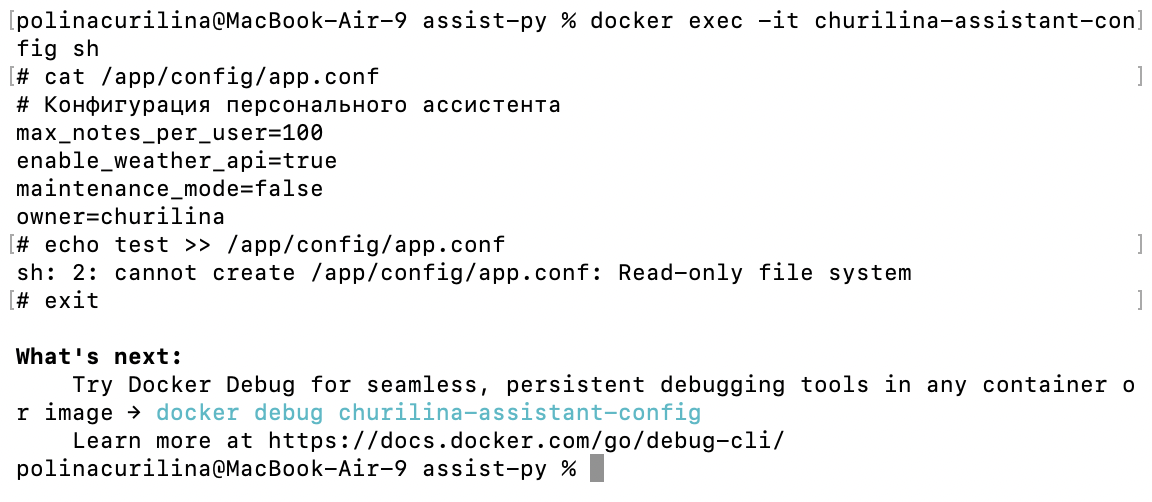 [polinacurilina@MacBook-Air-9 assist-py % docker exec -it churilina-assistant-con]
fig sh
[# cat /app/config/app.conf ]
# Конфигурация персонального ассистента
max_notes_per_user=100
enable_weather_api=true
maintenance_mode=false
owner=churilina
[# echo test >> /app/config/app.conf ]
sh: 2: cannot create /app/config/app.conf: Read-only file system
[# exit ]
What's next:
Try Docker Debug for seamless, persistent debugging tools in any container o
r image → docker debug churilina-assistant-config
Learn more at https://docs.docker.com/go/debug-cli/
polinacurilina@MacBook-Air-9 assist-py %